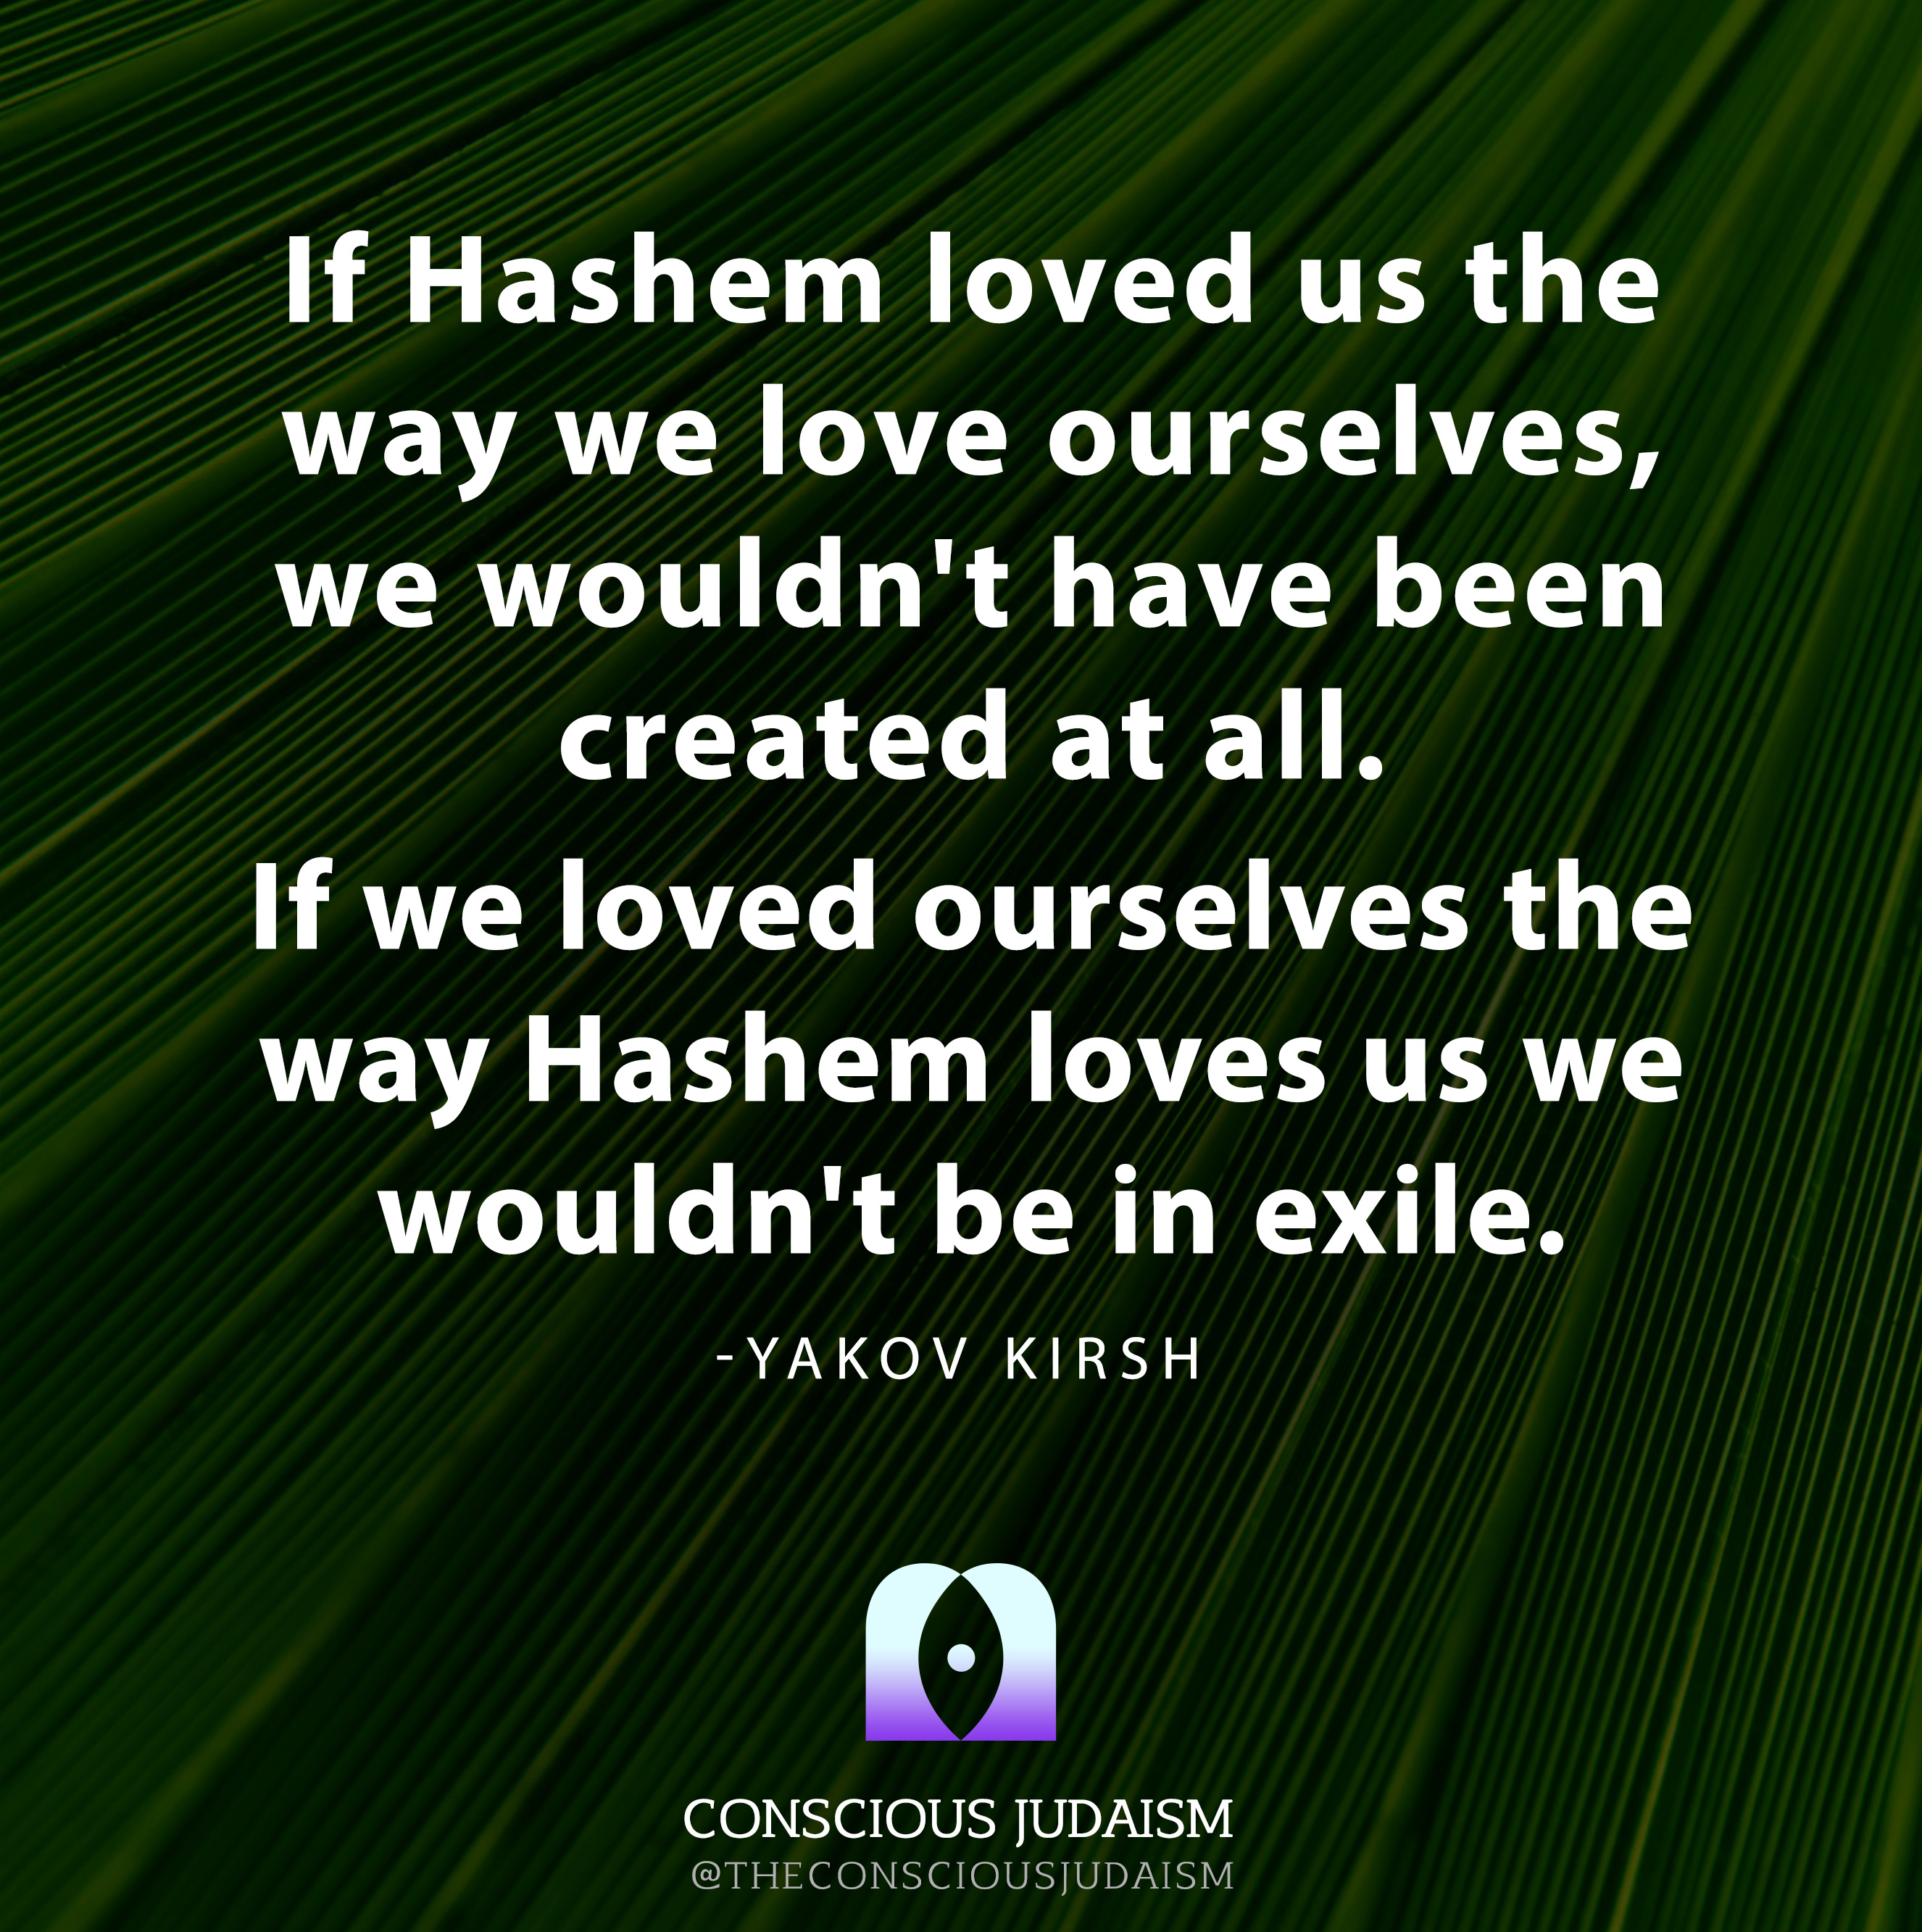 If Hashem loved us the
way we love ourselves,
we wouldn't have been
created at all.
If we loved ourselves the
way Hashem loves us we
wouldn't be in exile.
-YAKOV KIRSH
CONSCIOUS JUDAISM
@THECONSCIOUSJUDAISM